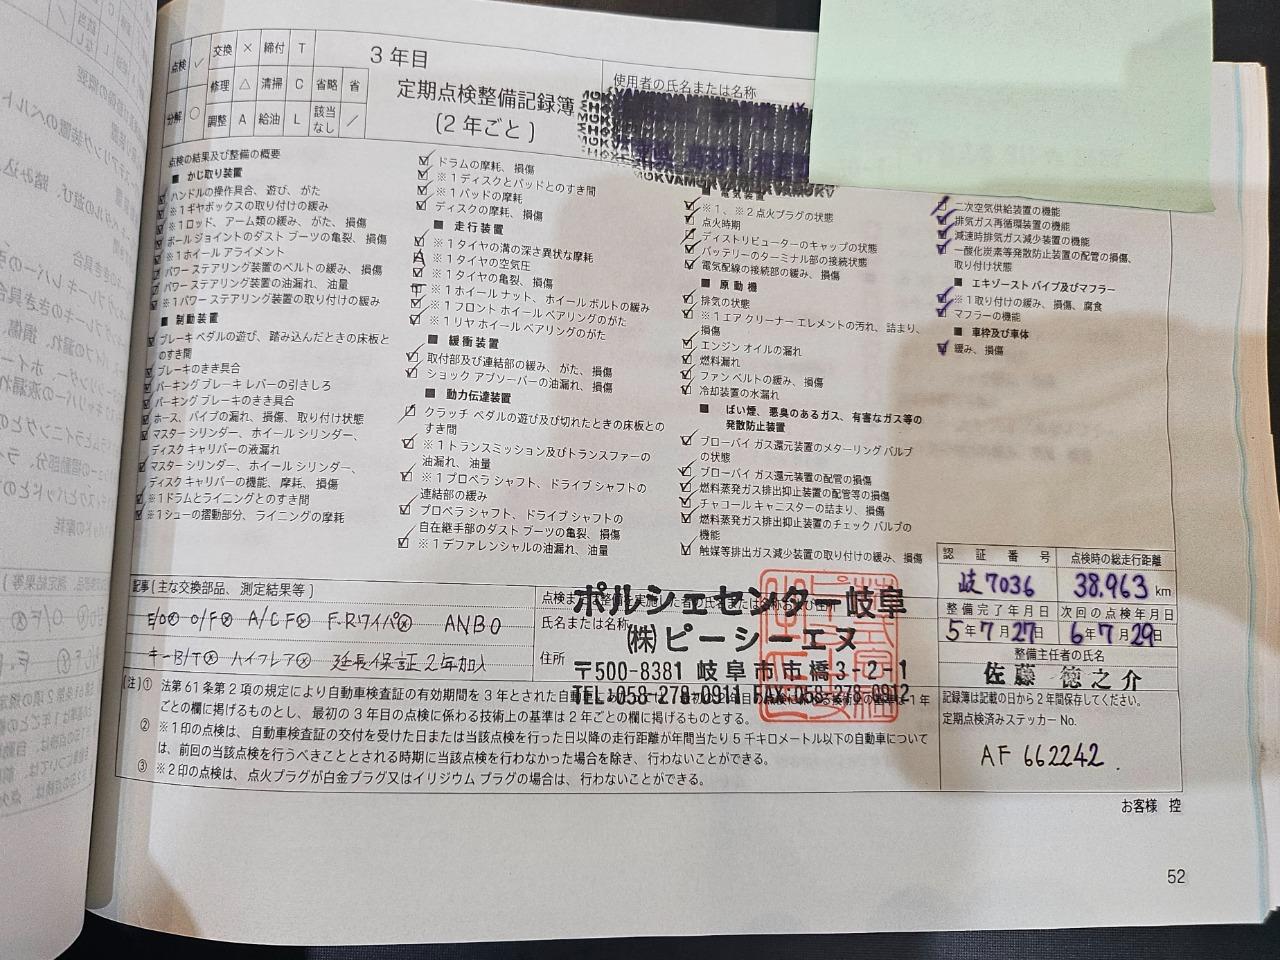 点検 ✓ 交換 × 締付 T
修理 △ 清掃 C 省略 省
分解 ○ 調整 A 給油 L 該当なし ／
3年目
定期点検整備記録簿
(2年ごと)
使用者の氏名または名称
点検の結果及び整備の概要
■ かじ取り装置
ハンドルの操作具合、遊び、がた
※1ギヤボックスの取り付けの緩み
※1ロッド、アーム類の緩み、がた、損傷
ボール ジョイントのダスト ブーツの亀裂、損傷
※1ホイール アライメント
パワー ステアリング装置のベルトの緩み、損傷
パワー ステアリング装置の油漏れ、油量
※1パワー ステアリング装置の取り付けの緩み
■ 制動装置
ブレーキ ペダルの遊び、踏み込んだときの床板と
のすき間
ブレーキのきき具合
パーキング ブレーキ レバーの引きしろ
パーキング ブレーキのきき具合
ホース、パイプの漏れ、損傷、取り付け状態
マスター シリンダー、ホイール シリンダー、
ディスク キャリパーの液漏れ
マスター シリンダー、ホイール シリンダー、
ディスク キャリパーの機能、摩耗、損傷
※1ドラムとライニングとのすき間
※1シューの摺動部分、ライニングの摩耗
ドラムの摩耗、損傷
※1ディスクとパッドとのすき間
※1パッドの摩耗
ディスクの摩耗、損傷
■ 走行装置
※1タイヤの溝の深さ異状な摩耗
※1タイヤの空気圧
※1タイヤの亀裂、損傷
※1ホイール ナット、ホイール ボルトの緩み
※1フロント ホイール ベアリングのがた
※1リヤ ホイール ベアリングのがた
■ 緩衝装置
取付部及び連結部の緩み、がた、損傷
ショック アブソーバーの油漏れ、損傷
■ 動力伝達装置
クラッチ ペダルの遊び及び切れたときの床板との
すき間
※1トランスミッション及びトランスファーの
油漏れ、油量
※1プロペラ シャフト、ドライブ シャフトの
連結部の緩み
プロペラ シャフト、ドライブ シャフトの
自在継手部のダスト ブーツの亀裂、損傷
※1デファレンシャルの油漏れ、油量
■ 電気装置
※1、※2点火プラグの状態
点火時期
ディストリビューターのキャップの状態
バッテリーのターミナル部の接続状態
電気配線の接続部の緩み、損傷
■ 原動機
排気の状態
※1エア クリーナー エレメントの汚れ、詰まり、
損傷
エンジン オイルの漏れ
燃料漏れ
ファン ベルトの緩み、損傷
冷却装置の水漏れ
■ ばい煙、悪臭のあるガス、有害なガス等の
発散防止装置
ブローバイ ガス還元装置のメターリング バルブ
の状態
ブローバイ ガス還元装置の配管の損傷
燃料蒸発ガス排出抑止装置の配管等の損傷
チャコール キャニスターの詰まり、損傷
燃料蒸発ガス排出抑止装置のチェック バルブの
機能
触媒等排出ガス減少装置の取り付けの緩み、損傷
二次空気供給装置の機能
排気ガス再循環装置の機能
減速時排気ガス減少装置の機能
一酸化炭素等発散防止装置の配管の損傷、
取り付け状態
■ エキゾースト パイプ及びマフラー
※1取り付けの緩み、損傷、腐食
マフラーの機能
■ 車枠及び車体
緩み、損傷
記事(主な交換部品、測定結果等)
E/O⊗ O/F⊗ A/C F⊗ F.Rワイパ⊗ ANBO
キーB/T⊗ ハイフレア⊗ 延長保証2年加入
氏名または名称
住所
ポルシェセンター岐阜
㈱ピーシーエヌ
〒500-8381 岐阜市市橋3-2-1
TEL:058-278-0911 FAX:058-278-0912
認証番号 点検時の総走行距離
岐7036 38,963 km
整備完了年月日 次回の点検年月日
5年7月27日 6年7月29日
整備主任者の氏名
佐藤 徳之介
記録簿は記載の日から2年間保存してください。
定期点検済みステッカー No.
AF 662242
(注)① 法第61条第2項の規定により自動車検査証の有効期間を3年とされた自動
ごとの欄に掲げるものとし、最初の3年目の点検に係わる技術上の基準は2年ごとの欄に掲げるものとする。
② ※1印の点検は、自動車検査証の交付を受けた日または当該点検を行った日以降の走行距離が年間当たり5千キロメートル以下の自動車について
は、前回の当該点検を行うべきこととされる時期に当該点検を行わなかった場合を除き、行わないことができる。
③ ※2印の点検は、点火プラグが白金プラグ又はイリジウム プラグの場合は、行わないことができる。
お客様 控
52